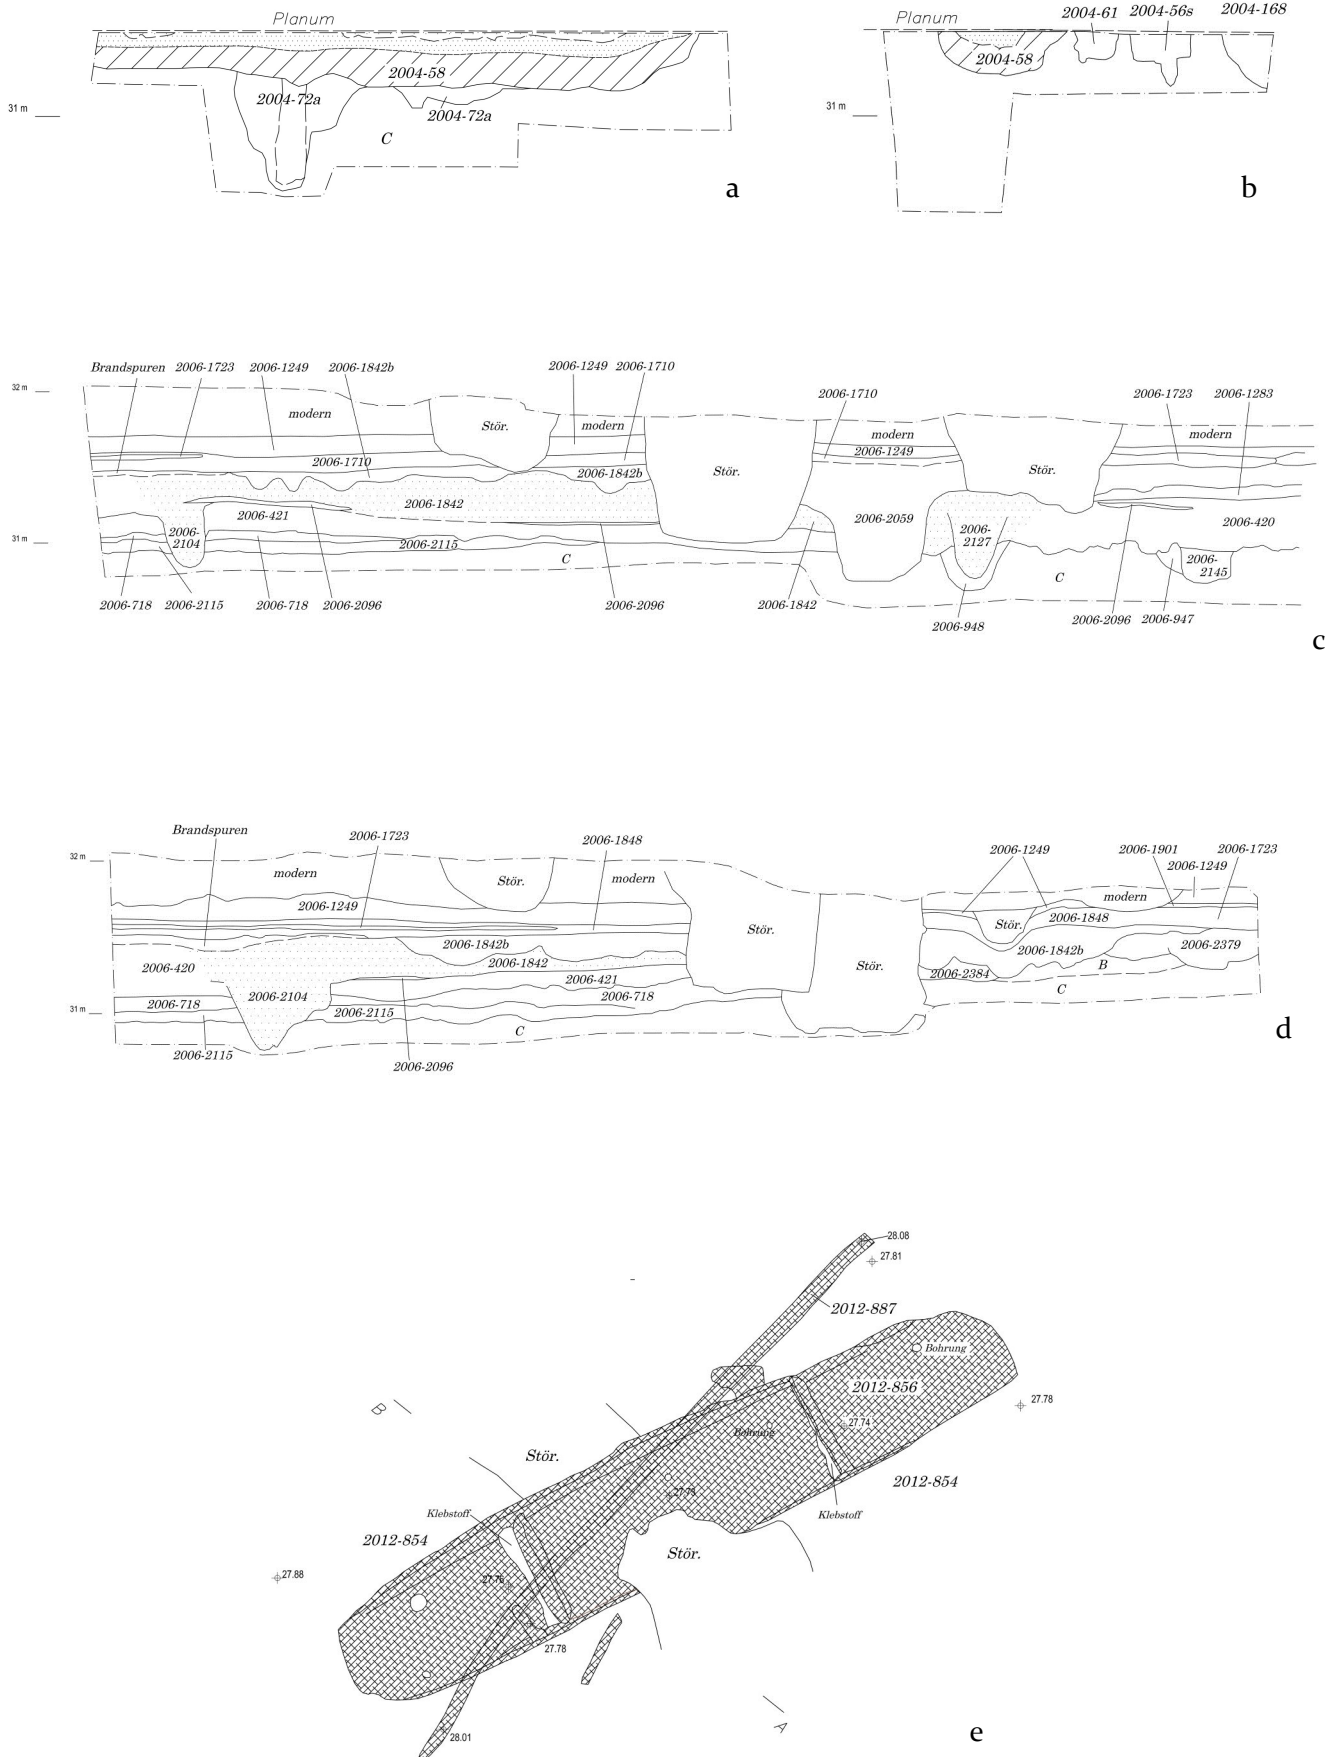 Planum
2004-58
2004-72a
2004-72a
31 m
C
a
Planum
2004-61 2004-56s 2004-168
2004-58
31 m
b
Brandspuren 2006-1723 2006-1249 2006-1842b
2006-1249 2006-1710
32 m
modern
Stör.
modern
2006-1710
2006-1723 2006-1283
modern
modern
2006-1249
2006-1710
2006-1842b
Stör.
Stör.
2006-1842
2006-421
2006-2059
2006-420
31 m
2006-
2104
2006-2115
2006-
2127
C
C
2006-
2145
2006-718 2006-2115 2006-718 2006-2096
2006-2096
2006-1842
2006-948
2006-2096 2006-947
c
Brandspuren
2006-1723
2006-1848
32 m
modern
Stör.
modern
2006-1249
2006-1249
2006-1901
2006-1249
2006-1723
modern
Stör.
Stör.
Stör.
2006-1848
2006-1842b
2006-1842b
2006-2379
2006-420
2006-1842
2006-421
B
2006-2384
C
2006-2104
2006-718
2006-718
31 m
2006-2115
C
2006-2115
2006-2096
d
28.08
27.81
2012-887
Bohrung
2012-856
27.78
27.74
B
Bohrung
Stör.
2012-854
27.73
Klebstoff
Klebstoff
2012-854
Stör.
27.88
27.76
27.78
A
28.01
e